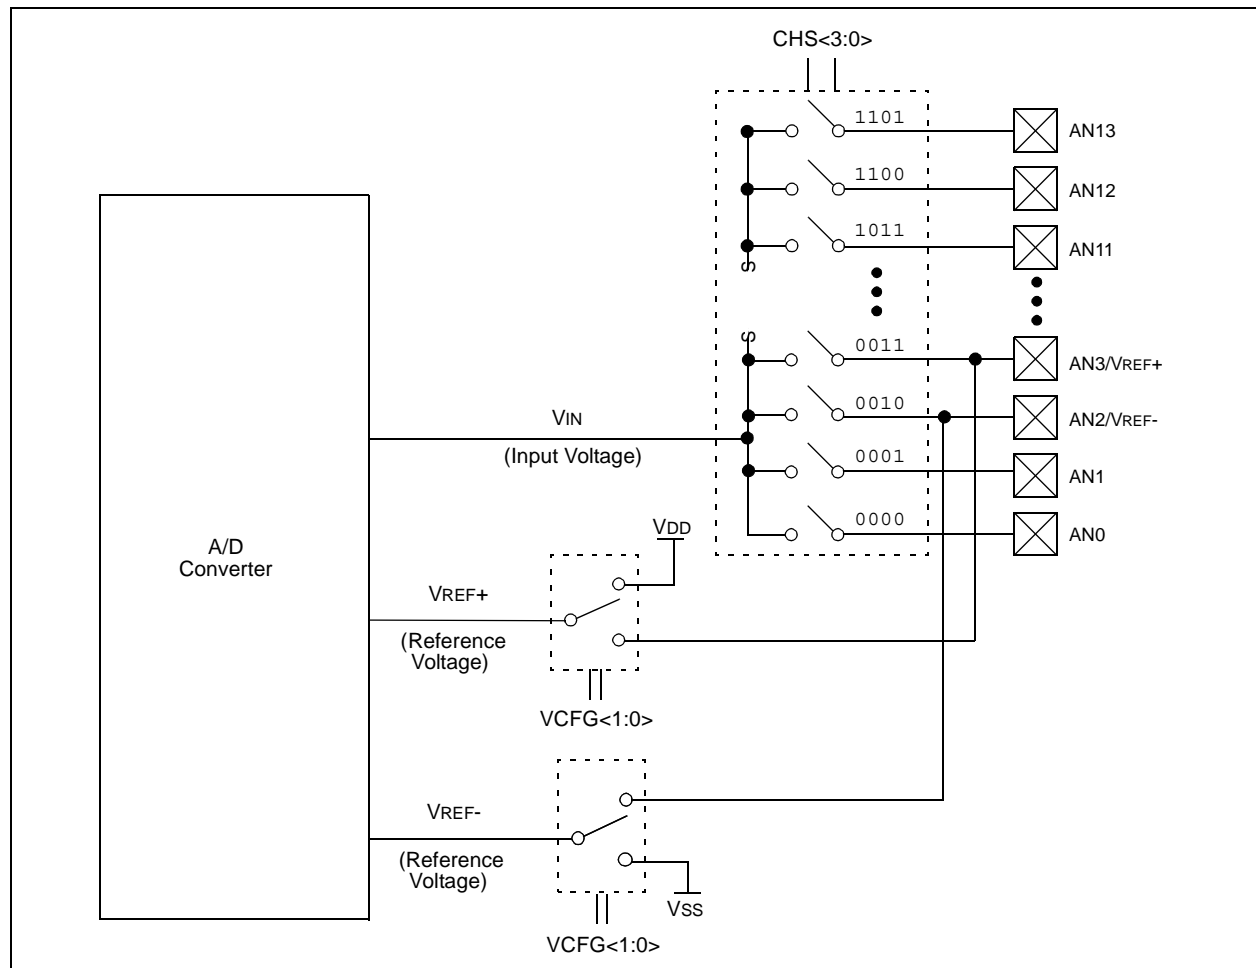 CHS<3:0>
1101
AN13
1100
AN12
1011
AN11
0011
AN3/VREF+
0010
AN2/VREF-
VIN
(Input Voltage)
0001
AN1
0000
AN0
VDD
A/D
Converter
VREF+
(Reference
Voltage)
VCFG<1:0>
VREF-
(Reference
Voltage)
VSS
VCFG<1:0>